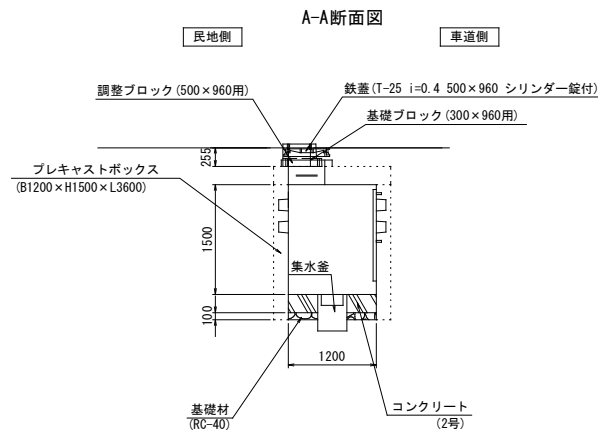 A-A断面図
民地側
車道側
調整ブロック(500×960用)
鉄蓋(T-25 i=0.4 500×960 シリンダー錠付)
基礎ブロック(300×960用)
255
プレキャストボックス
(B1200×H1500×L3600)
1500
集水釜
100
1200
基礎材
(RC-40)
コンクリート
(2号)